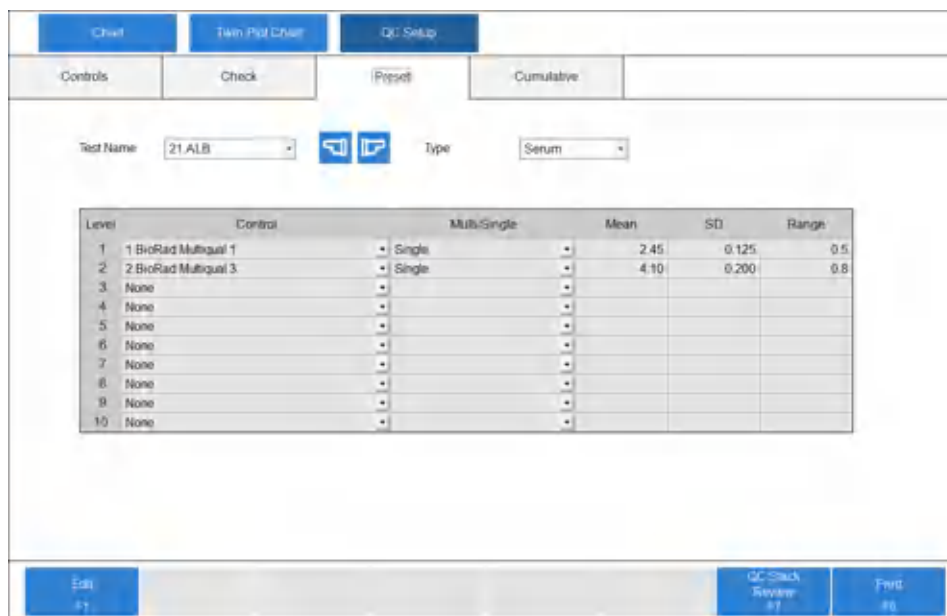 Chart Twin Plot Chart QC Setup
Controls Check Preset Cumulative
Test Name 21.ALB Type Serum
Level Control Multi/Single Mean SD Range
1 1.BioRad Multiqual 1 Single 2.45 0.125 0.5
2 2.BioRad Multiqual 3 Single 4.10 0.200 0.8
3 None
4 None
5 None
6 None
7 None
8 None
9 None
10 None
Edit QC Stack Review Print
F1 F7 F8